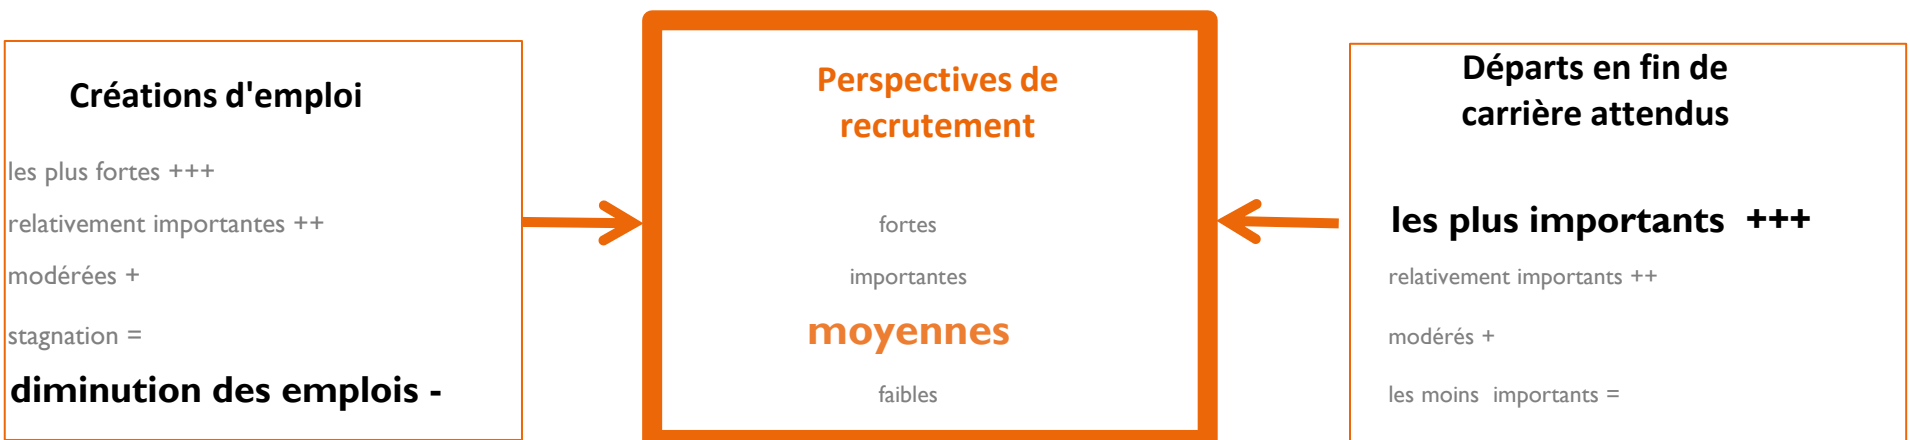 Créations d'emploi
les plus fortes +++
relativement importantes ++
modérées +
stagnation =
diminution des emplois -
Perspectives de
recrutement
fortes
importantes
moyennes
faibles
Départs en fin de
carrière attendus
les plus importants +++
relativement importants ++
modérés +
les moins importants =